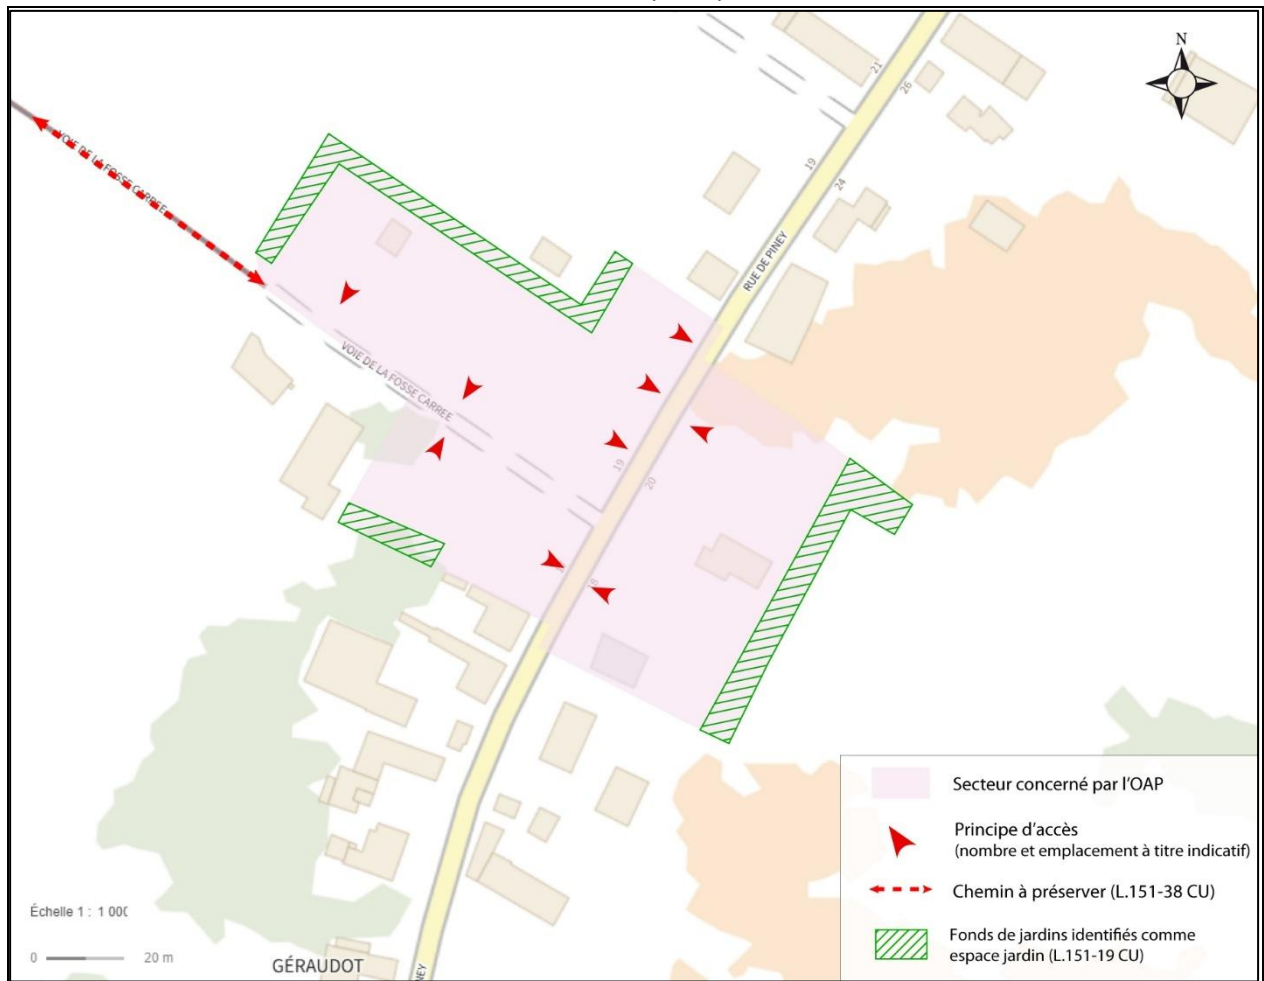 N
21
26
VOIE DE LA FOSSE CARREE
19
24
RUE DE PINEY
VOIE DE LA FOSSE CARREE
19
20
18
Secteur concerné par l'OAP
Principe d'accès
(nombre et emplacement à titre indicatif)
Chemin à préserver (L.151-38 CU)
Échelle 1 : 1 000
Fonds de jardins identifiés comme
espace jardin (L.151-19 CU)
0 20 m
GÉRAUDOT
NEY